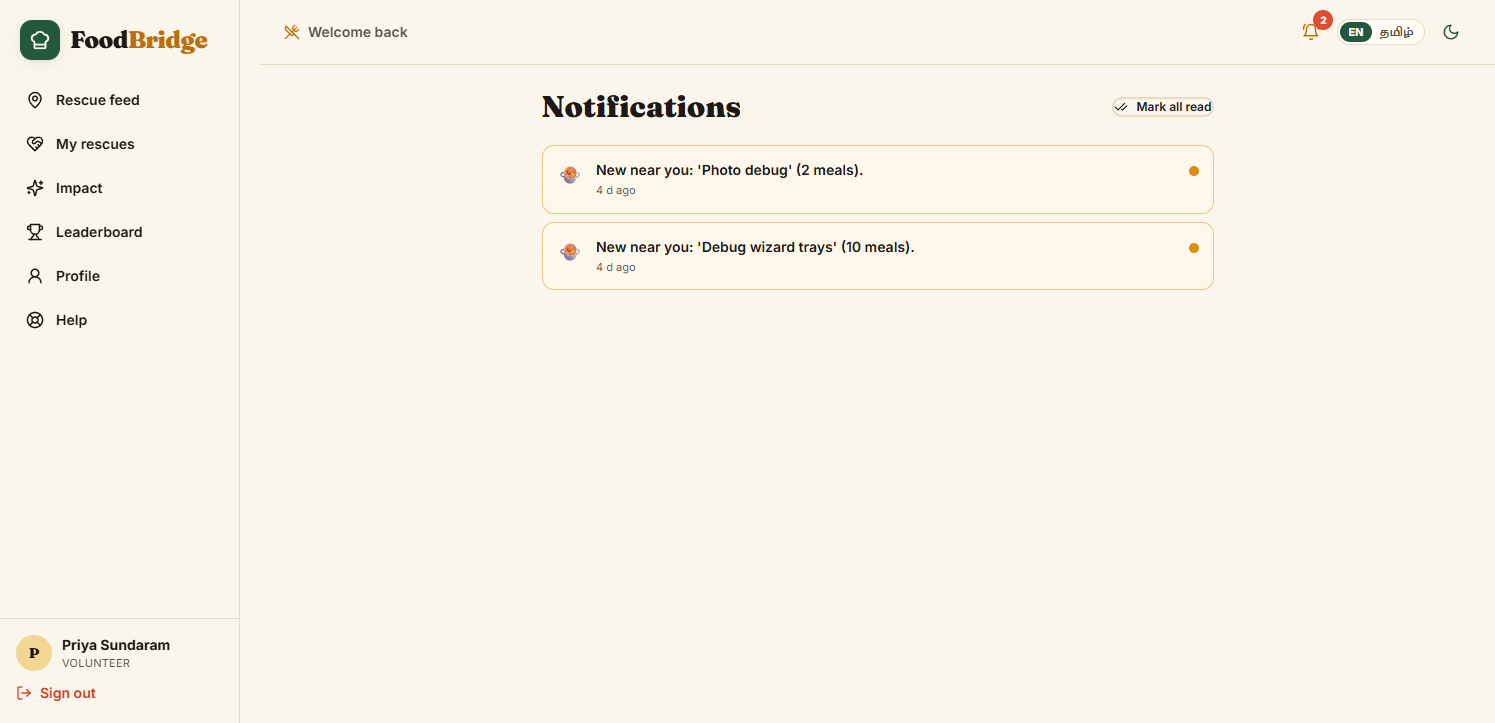 FoodBridge
Rescue feed
My rescues
Impact
Leaderboard
Profile
Help
P
Priya Sundaram
VOLUNTEER
Sign out
Welcome back
2
EN
தமிழ்
Notifications
Mark all read
New near you: 'Photo debug' (2 meals).
4 d ago
New near you: 'Debug wizard trays' (10 meals).
4 d ago